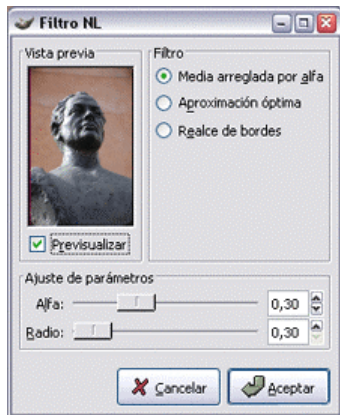 Filtro NL
Vista previa
Previsualizar
Filtro
Media arreglada por alfa
Aproximación óptima
Realce de bordes
Ajuste de parámetros
Alfa: 0,30
Radio: 0,30
Cancelar
Aceptar